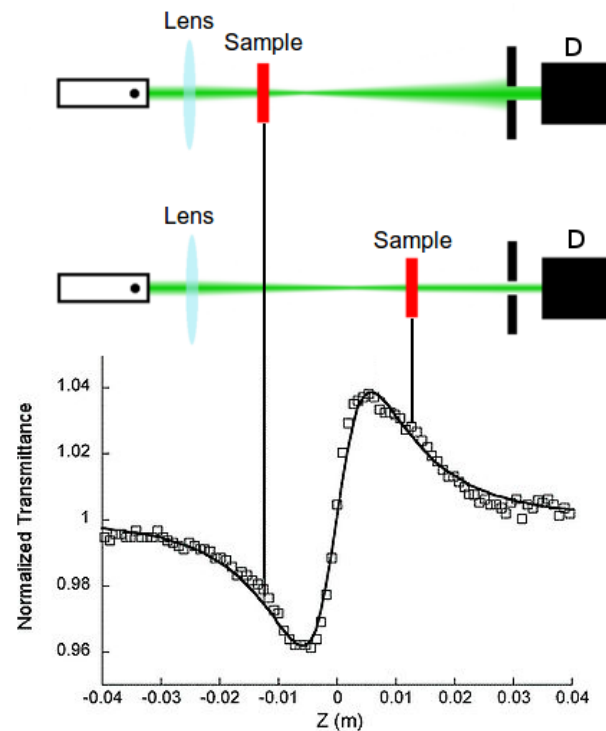 Lens
Sample
D
Lens
Sample
D
1.04
1.02
1
0.98
0.96
Normalized Transmittance
-0.04 -0.03 -0.02 -0.01 0 0.01 0.02 0.03 0.04
Z (m)